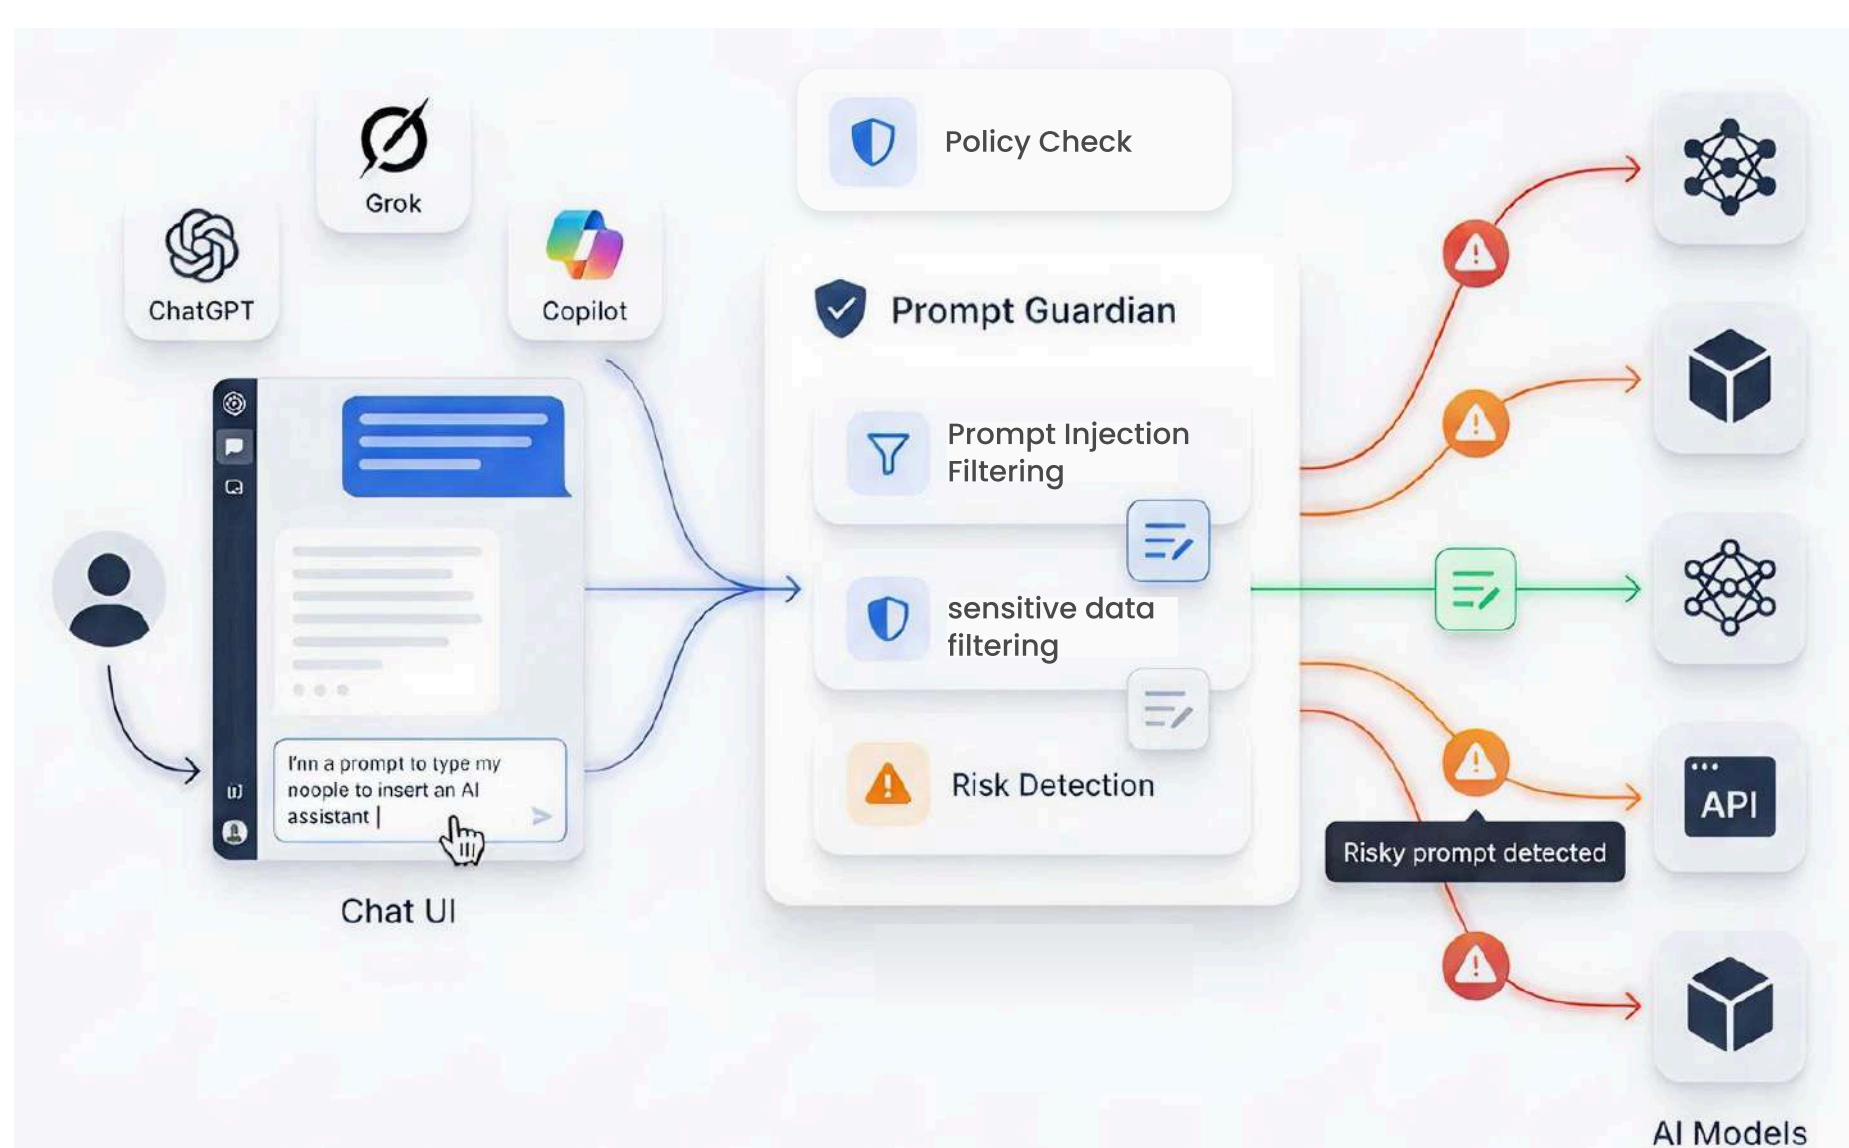 Grok
ChatGPT
Copilot
I'nn a prompt to type my
noople to insert an AI
assistant
Chat UI
Policy Check
Prompt Guardian
Prompt Injection
Filtering
sensitive data
filtering
Risk Detection
Risky prompt detected
API
AI Models